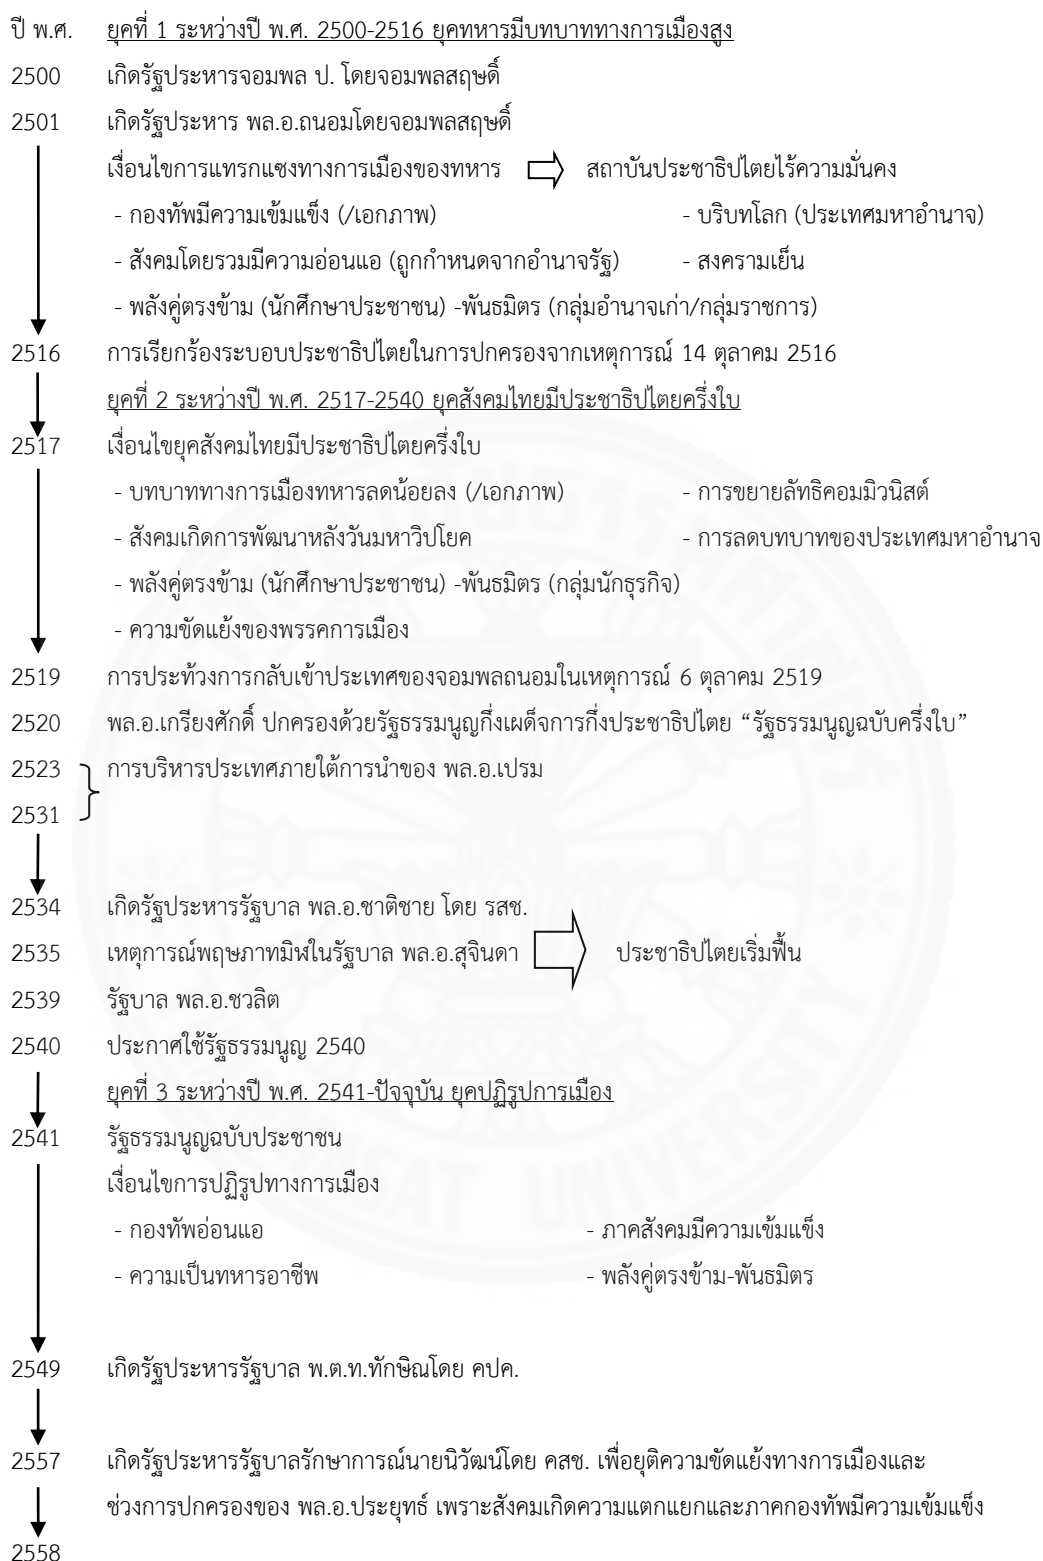 ปี พ.ศ. ยุคที่ 1 ระหว่างปี พ.ศ. 2500-2516 ยุคทหารมีบทบาททางการเมืองสูง
2500 เกิดรัฐประหารจอมพล ป. โดยจอมพลสฤษดิ์
2501 เกิดรัฐประหาร พล.อ.ถนอมโดยจอมพลสฤษดิ์
เงื่อนไขการแทรกแซงทางการเมืองของทหาร สถาบันประชาธิปไตยไร้ความมั่นคง
- กองทัพมีความเข้มแข็ง (/เอกภาพ) - บริบทโลก (ประเทศมหาอำนาจ)
- สังคมโดยรวมมีความอ่อนแอ (ถูกกำหนดจากอำนาจรัฐ) - สงครามเย็น
- พลังคู่ตรงข้าม (นักศึกษาประชาชน) -พันธมิตร (กลุ่มอำนาจเก่า/กลุ่มราชการ)
2516 การเรียกร้องระบอบประชาธิปไตยในการปกครองจากเหตุการณ์ 14 ตุลาคม 2516
ยุคที่ 2 ระหว่างปี พ.ศ. 2517-2540 ยุคสังคมไทยมีประชาธิปไตยครึ่งใบ
2517 เงื่อนไขยุคสังคมไทยมีประชาธิปไตยครึ่งใบ
- บทบาททางการเมืองทหารลดน้อยลง (/เอกภาพ) - การขยายลัทธิคอมมิวนิสต์
- สังคมเกิดการพัฒนาหลังวันมหาวิปโยค - การลดบทบาทของประเทศมหาอำนาจ
- พลังคู่ตรงข้าม (นักศึกษาประชาชน) -พันธมิตร (กลุ่มนักธุรกิจ)
- ความขัดแย้งของพรรคการเมือง
2519 การประท้วงการกลับเข้าประเทศของจอมพลถนอมในเหตุการณ์ 6 ตุลาคม 2519
2520 พล.อ.เกรียงศักดิ์ ปกครองด้วยรัฐธรรมนูญกึ่งเผด็จการกึ่งประชาธิปไตย “รัฐธรรมนูญฉบับครึ่งใบ”
2523 การบริหารประเทศภายใต้การนำของ พล.อ.เปรม
2531
2534 เกิดรัฐประหารรัฐบาล พล.อ.ชาติชาย โดย รสช.
2535 เหตุการณ์พฤษภาทมิฬในรัฐบาล พล.อ.สุจินดา ประชาธิปไตยเริ่มฟื้น
2539 รัฐบาล พล.อ.ชวลิต
2540 ประกาศใช้รัฐธรรมนูญ 2540
ยุคที่ 3 ระหว่างปี พ.ศ. 2541-ปัจจุบัน ยุคปฏิรูปการเมือง
2541 รัฐธรรมนูญฉบับประชาชน
เงื่อนไขการปฏิรูปทางการเมือง
- กองทัพอ่อนแอ - ภาคสังคมมีความเข้มแข็ง
- ความเป็นทหารอาชีพ - พลังคู่ตรงข้าม-พันธมิตร
2549 เกิดรัฐประหารรัฐบาล พ.ต.ท.ทักษิณโดย คปค.
2557 เกิดรัฐประหารรัฐบาลรักษาการณ์นายนิวัฒน์โดย คสช. เพื่อยุติความขัดแย้งทางการเมืองและ
ช่วงการปกครองของ พล.อ.ประยุทธ์ เพราะสังคมเกิดความแตกแยกและภาคกองทัพมีความเข้มแข็ง
2558